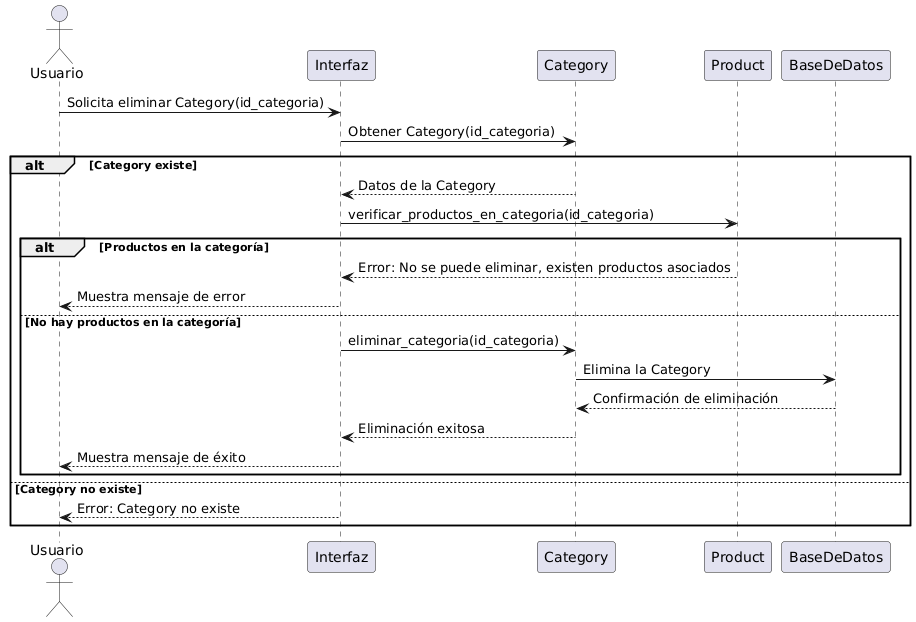 Usuario
Interfaz
Category
Product
BaseDeDatos
Solicita eliminar Category(id_categoria)
Obtener Category(id_categoria)
alt [Category existe]
Datos de la Category
verificar_productos_en_categoria(id_categoria)
alt [Productos en la categoría]
Error: No se puede eliminar, existen productos asociados
Muestra mensaje de error
[No hay productos en la categoría]
eliminar_categoria(id_categoria)
Elimina la Category
Confirmación de eliminación
Eliminación exitosa
Muestra mensaje de éxito
[Category no existe]
Error: Category no existe
Usuario
Interfaz
Category
Product
BaseDeDatos